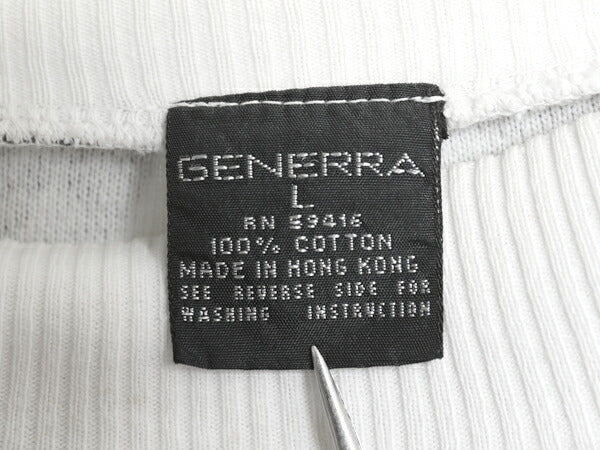 GENERRA
L
RN 59416
100% COTTON
MADE IN HONG KONG
SEE REVERSE SIDE FOR
WASHING INSTRUCTION